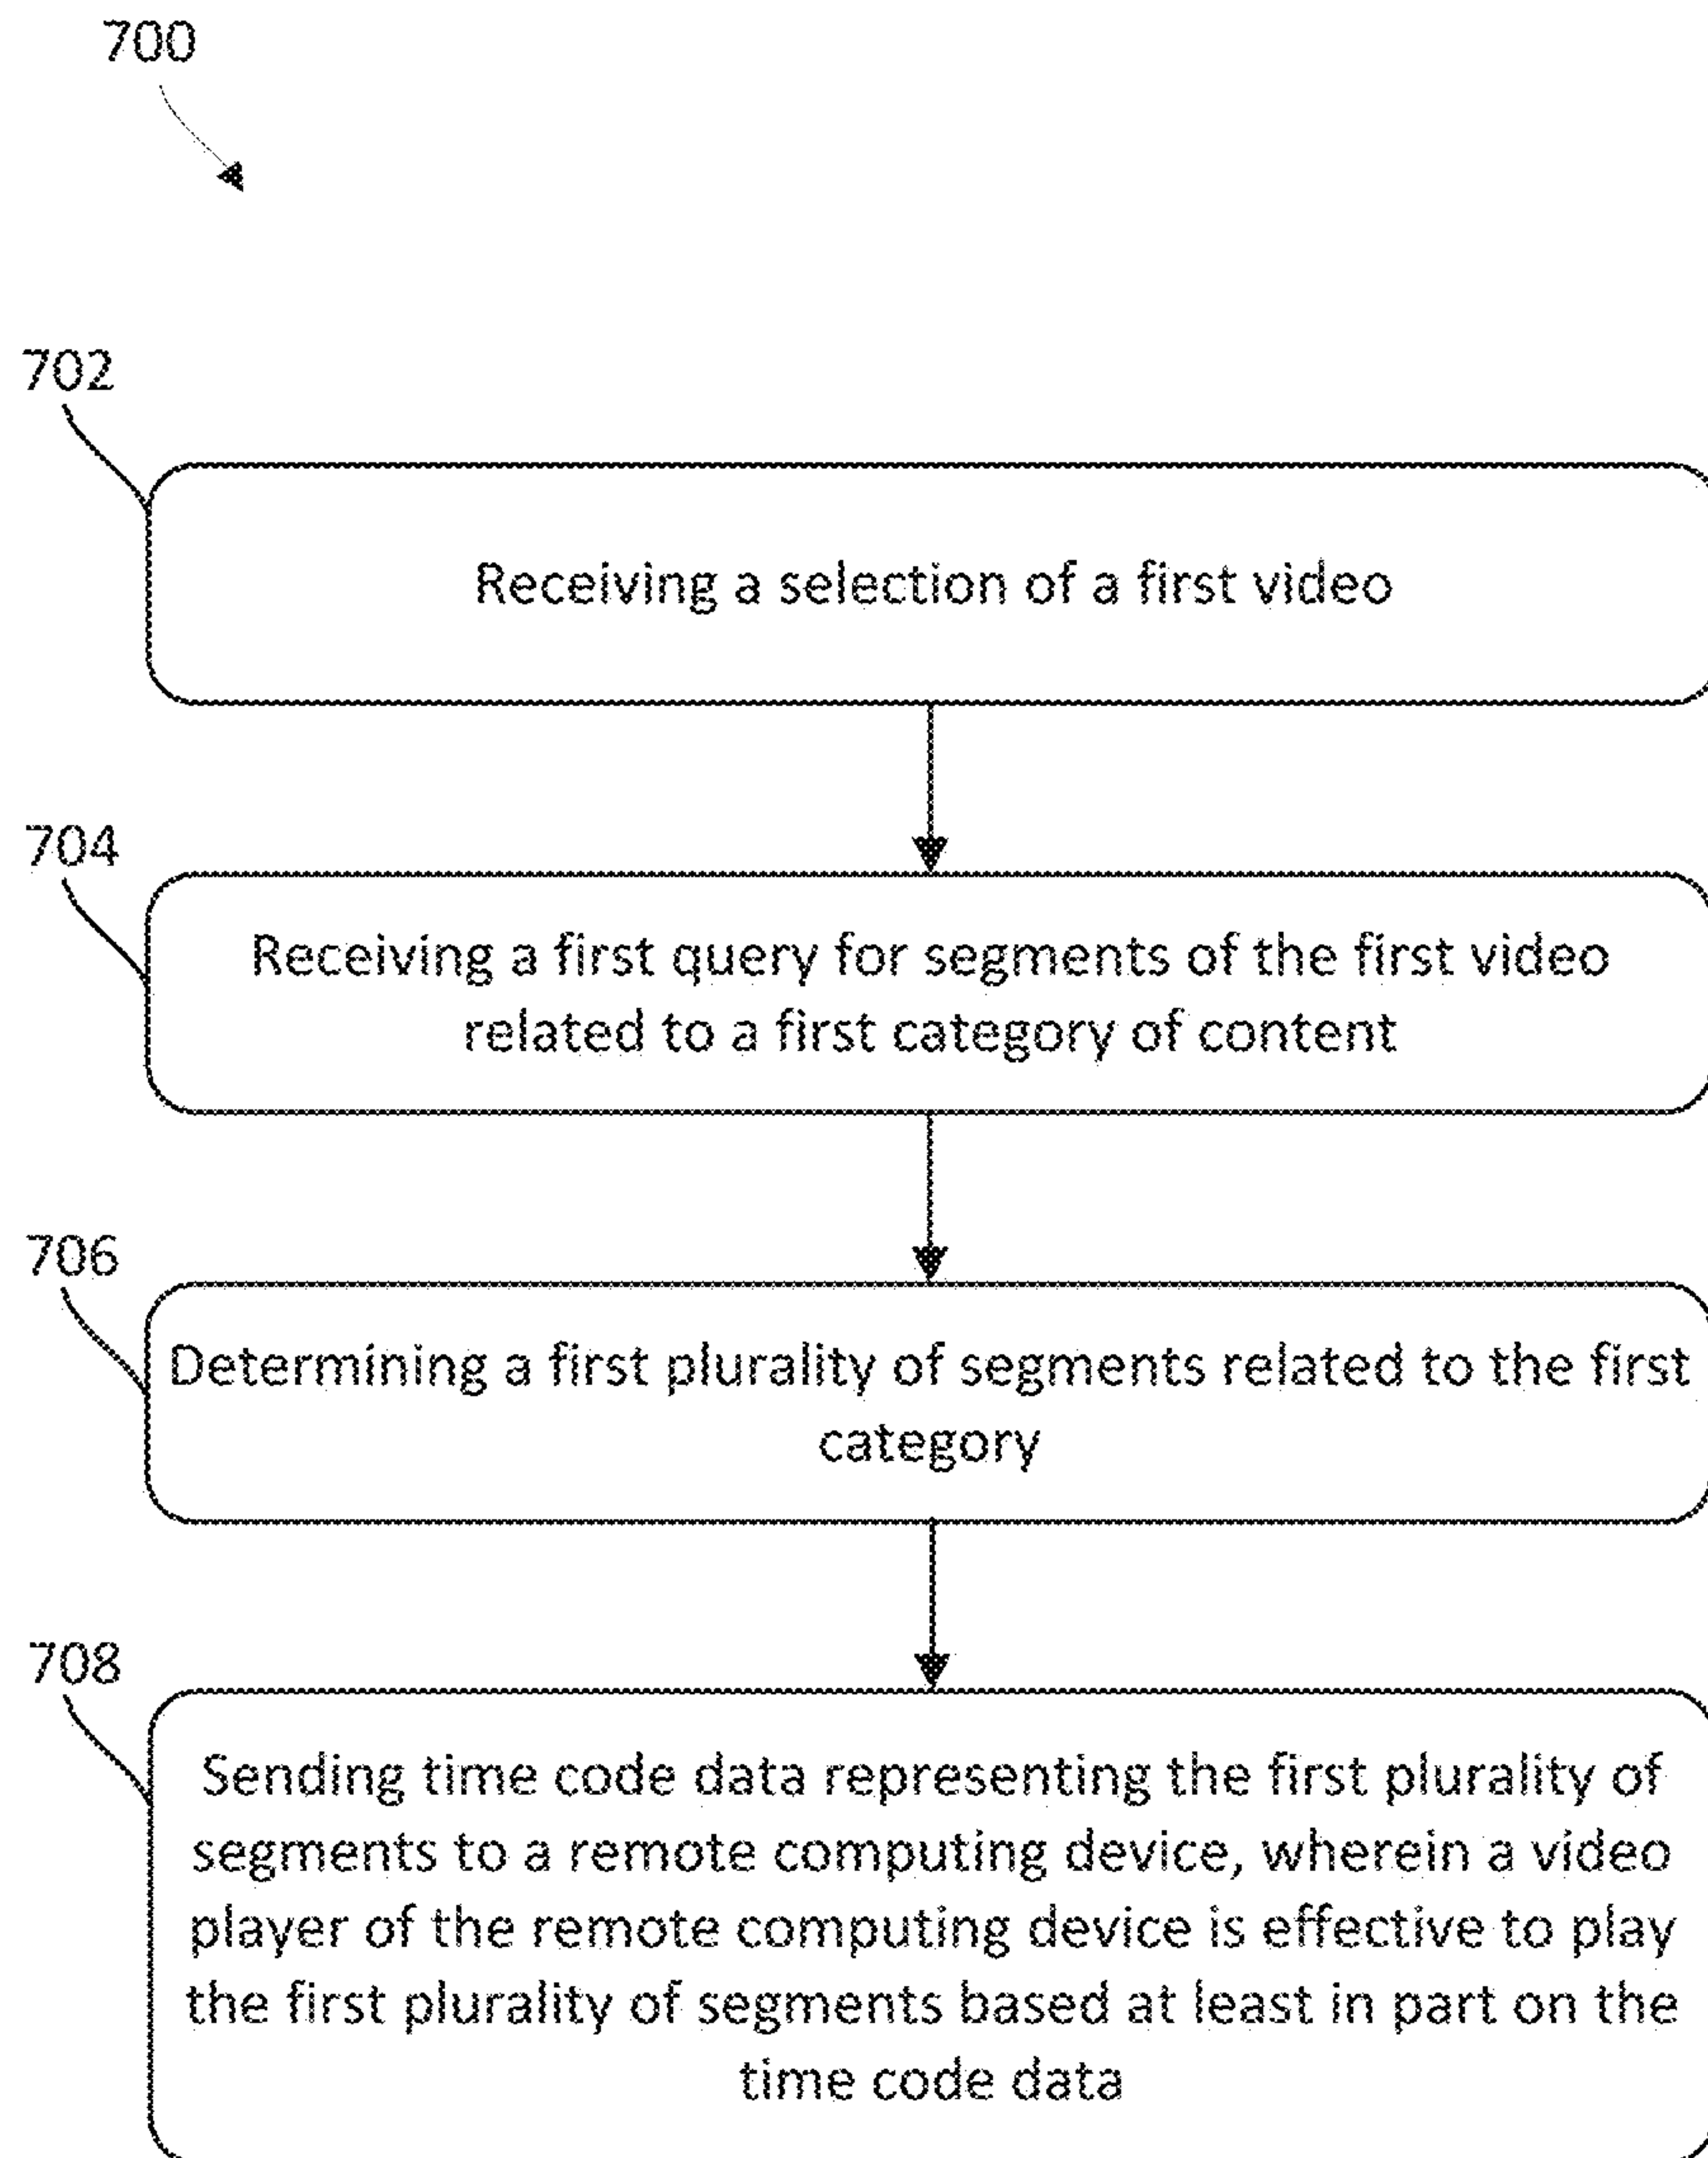 700
702
Receiving a selection of a first video
704
Receiving a first query for segments of the first video
related to a first category of content
706
Determining a first plurality of segments related to the first
category
708
Sending time code data representing the first plurality of
segments to a remote computing device, wherein a video
player of the remote computing device is effective to play
the first plurality of segments based at least in part on the
time code data